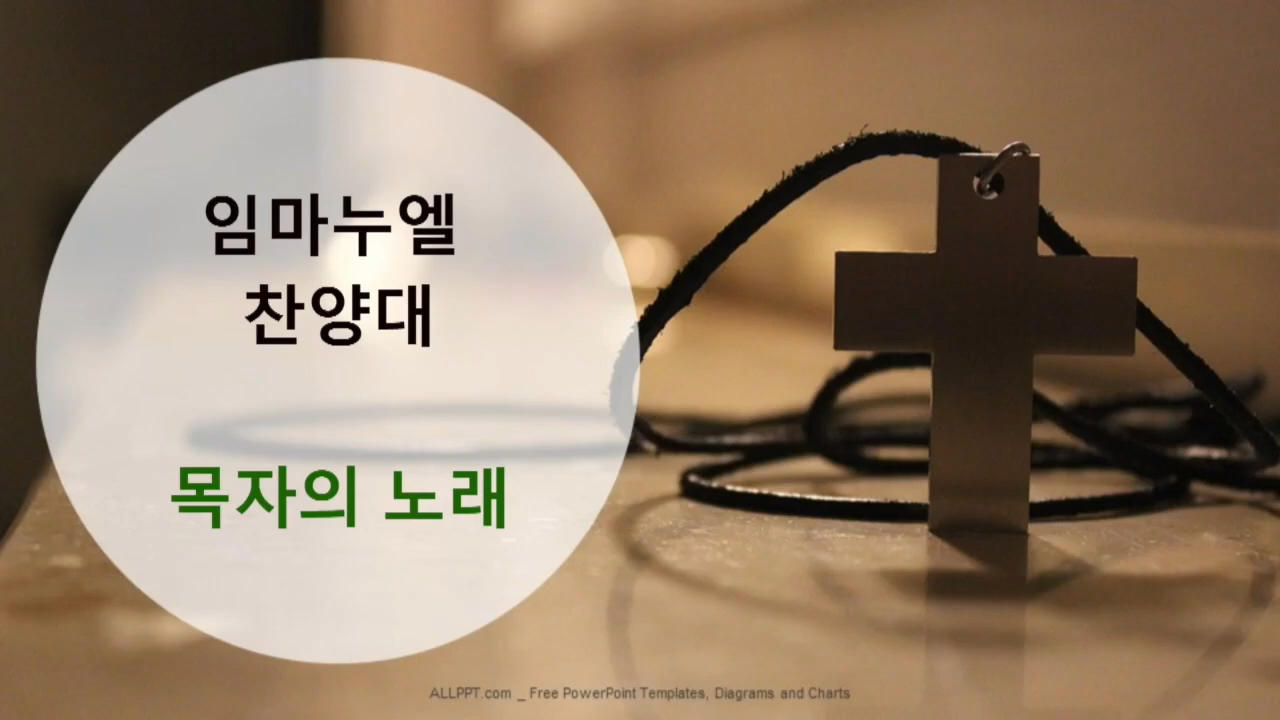 임마누엘
찬양대
목자의 노래
ALLPPT.com _ Free PowerPoint Templates, Diagrams and Charts